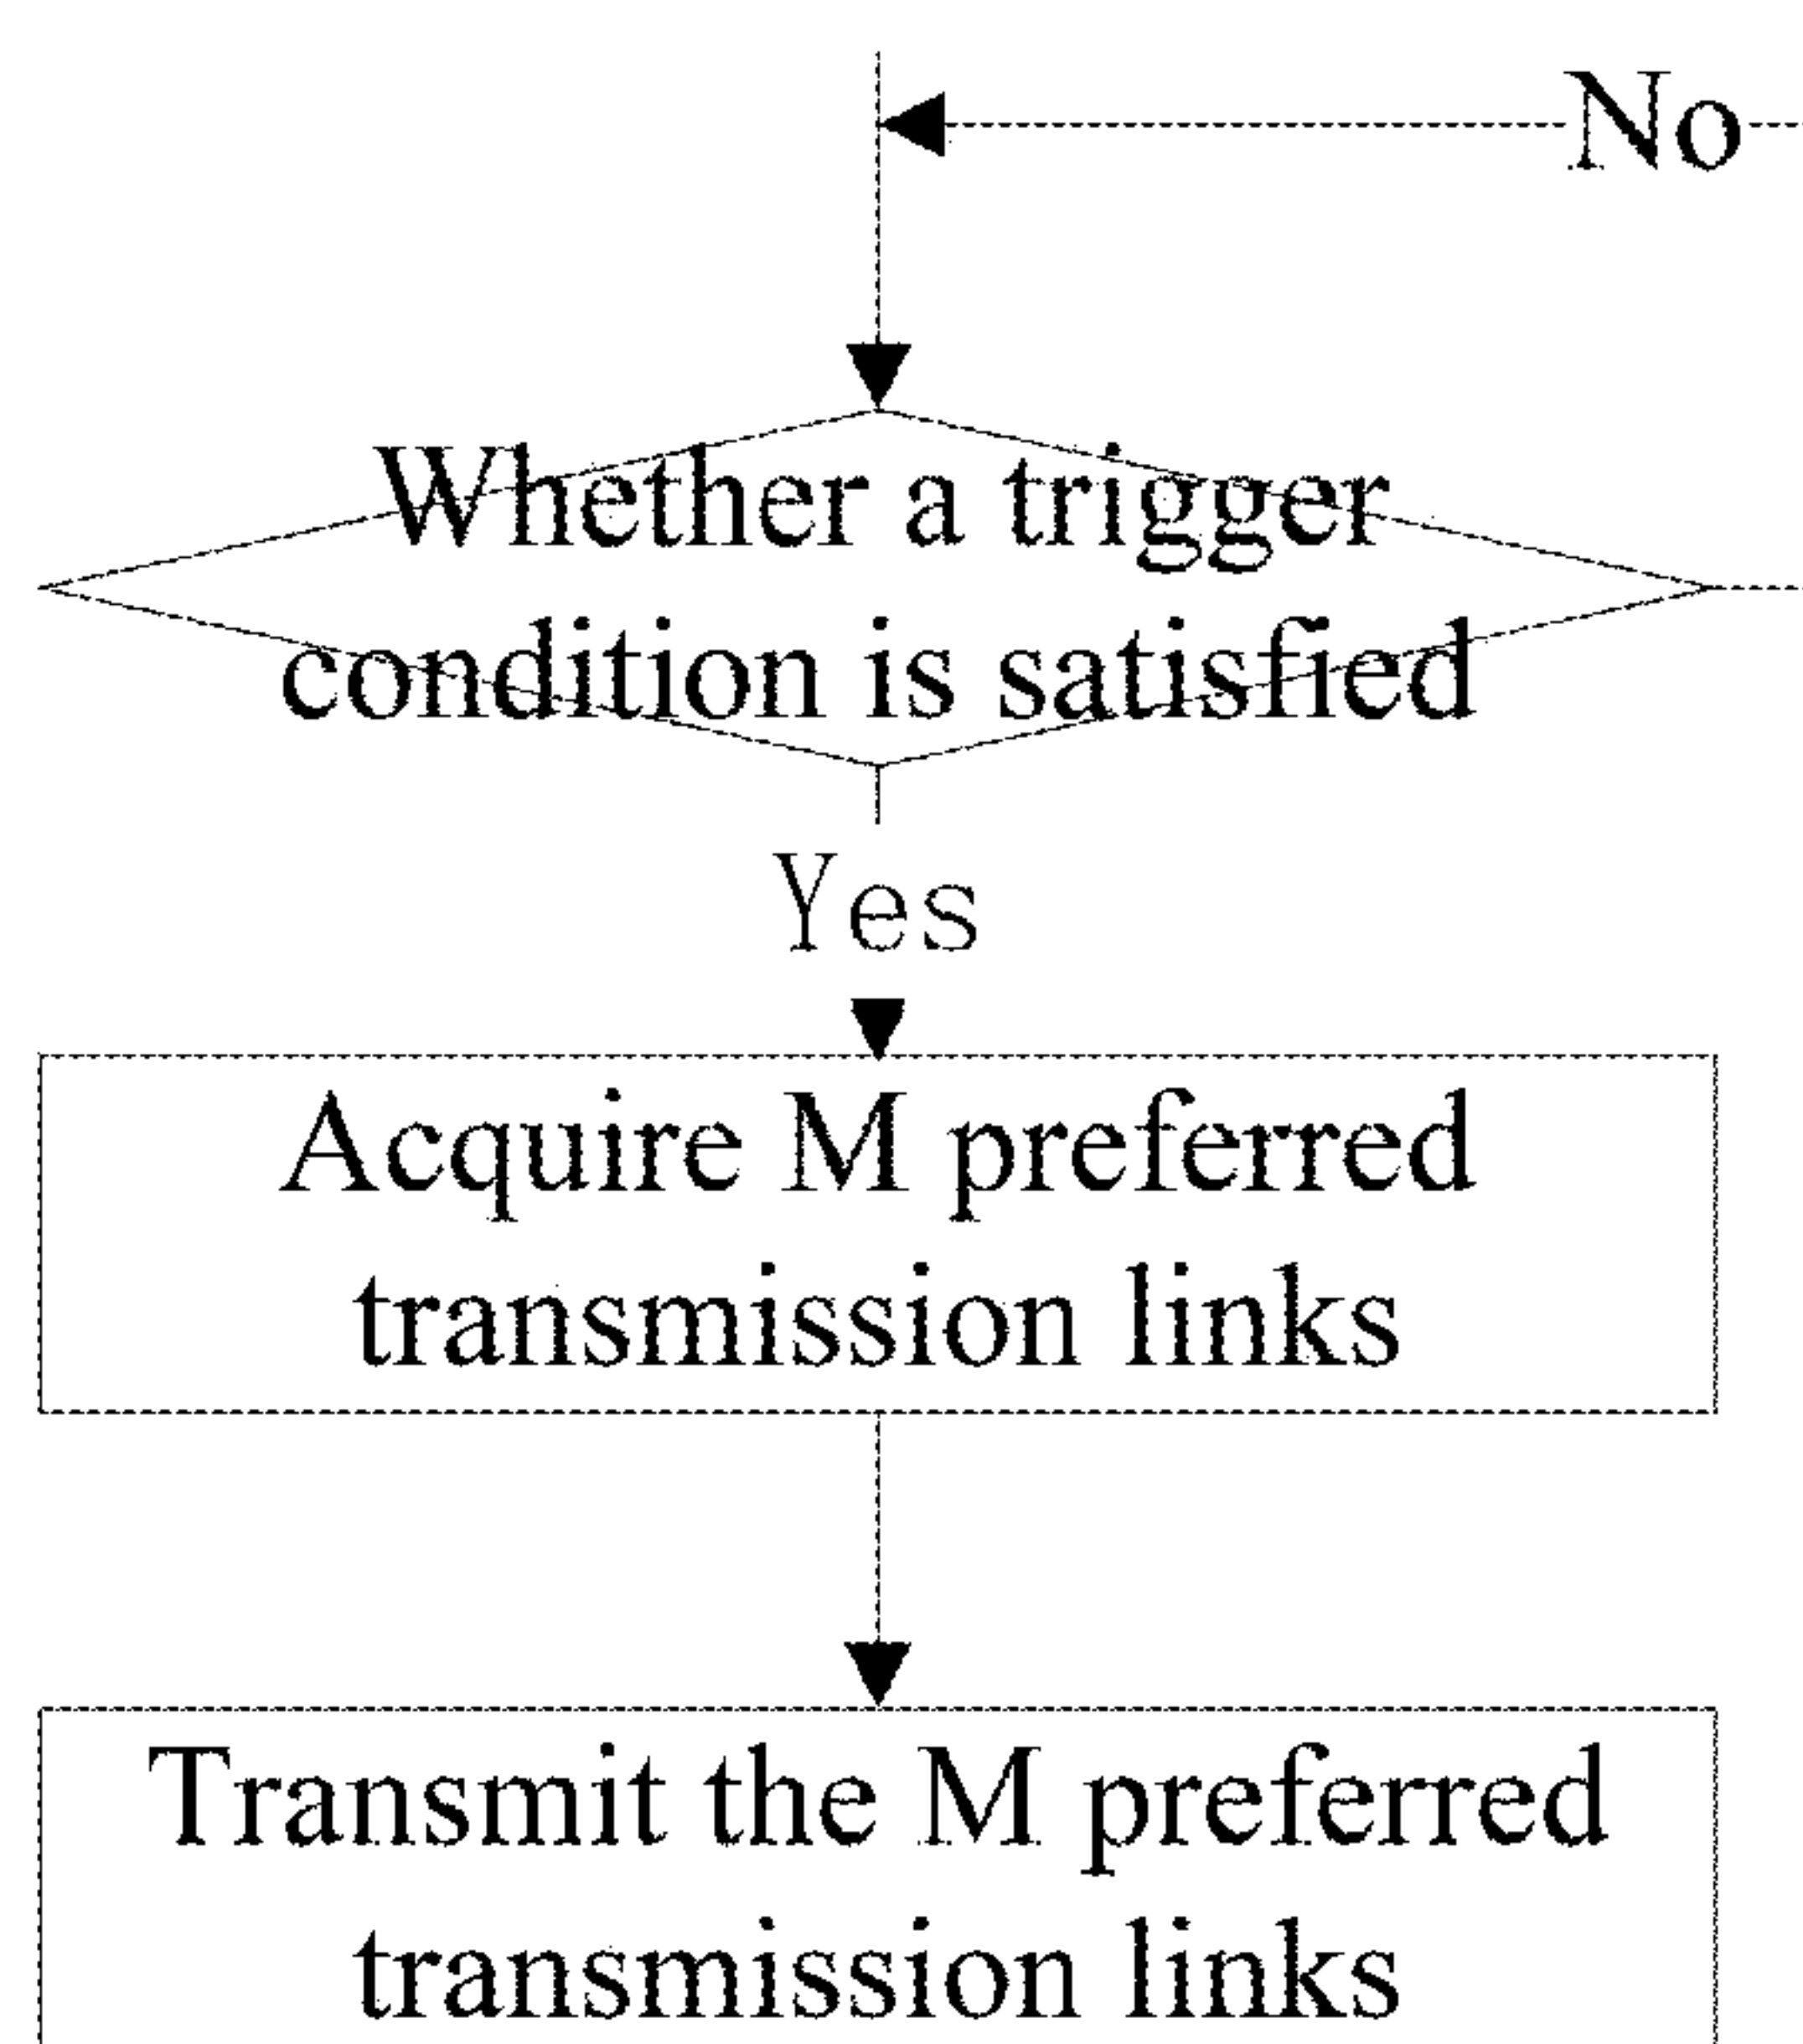 No
Whether a trigger
condition is satisfied
Yes
Acquire M preferred
transmission links
Transmit the M preferred
transmission links